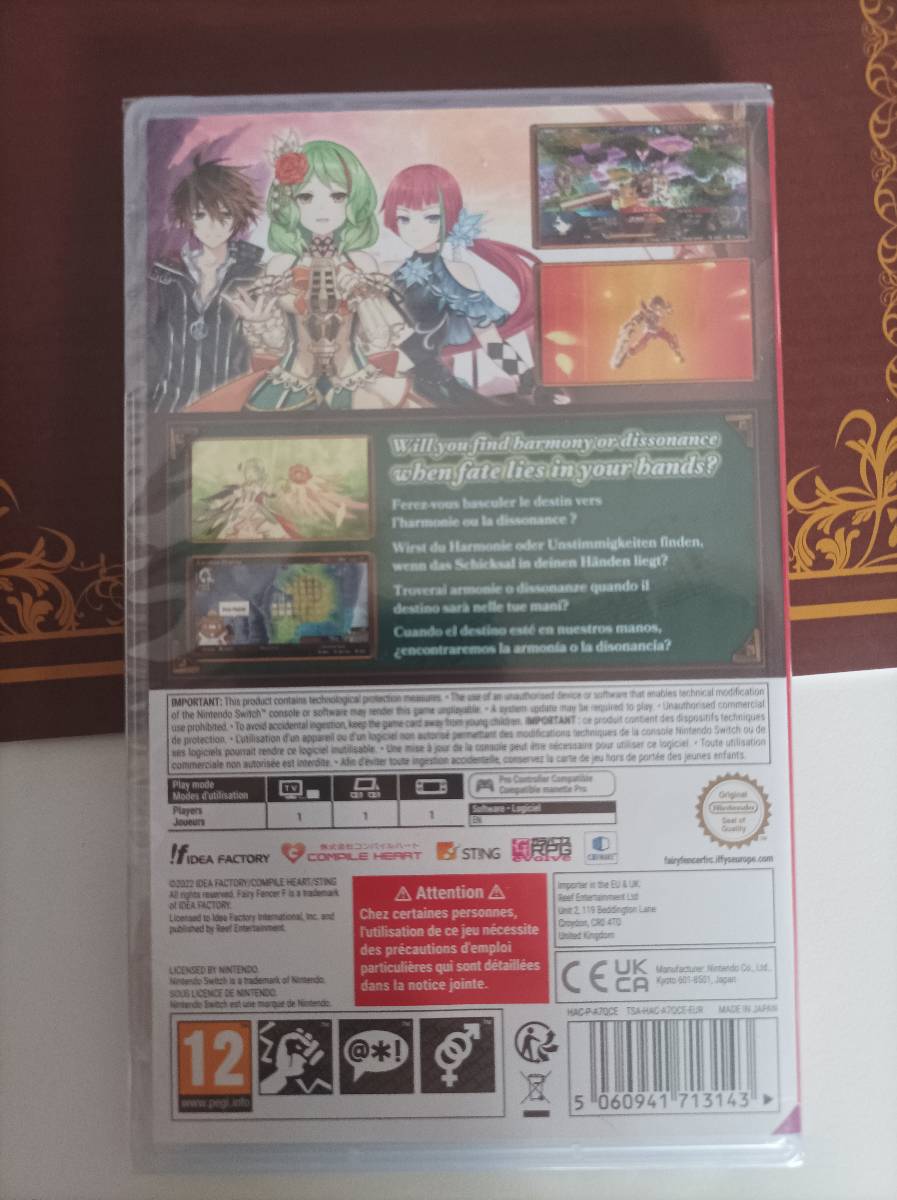 Will you find harmony or dissonance
when fate lies in your hands?
Ferez-vous basculer le destin vers
l'harmonie ou la dissonance ?
Wirst du Harmonie oder Unstimmigkeiten finden,
wenn das Schicksal in deinen Händen liegt?
Troverai armonie o dissonanze quando il
destino sarà nelle tue mani?
Cuando el destino esté en nuestros manos,
¿encontraremos la armonía o la disonancia?
IMPORTANT: This product contains technological protection measures. • The use of an unauthorised device or software that enables technical modification
of the Nintendo Switch™ console or software may render this game unplayable. • A system update may be required to play. • Unauthorised commercial
use prohibited. • To avoid accidental ingestion, keep the game card away from young children. IMPORTANT : ce produit contient des dispositifs techniques
de protection. • L'utilisation d'un appareil ou d'un logiciel non autorisé permettant des modifications techniques de la console Nintendo Switch ou de
ses logiciels pourrait rendre ce logiciel inutilisable. • Une mise à jour de la console peut être nécessaire pour utiliser ce logiciel. • Toute utilisation
commerciale non autorisée est interdite. • Afin d'éviter toute ingestion accidentelle, conservez la carte de jeu hors de portée des jeunes enfants.
Play mode
Modes d'utilisation
TV
Players
Joueurs
1
1
1
Pro Controller Compatible
Compatible manette Pro
Software • Logiciel
EN
Original
Nintendo
Seal of
Quality
IDEA FACTORY
株式会社コンパイルハート
COMPILE HEART
STING
RPG
evolve
fairyfencerfrc.iffyseurope.com
©2022 IDEA FACTORY/COMPILE HEART/STING
All rights reserved. Fairy Fencer F is a trademark
of IDEA FACTORY.
Licensed to Idea Factory International, Inc. and
published by Reef Entertainment.
LICENSED BY NINTENDO.
Nintendo Switch is a trademark of Nintendo.
SOUS LICENCE DE NINTENDO.
Nintendo Switch est une marque de Nintendo.
Attention
Chez certaines personnes,
l'utilisation de ce jeu nécessite
des précautions d'emploi
particulières qui sont détaillées
dans la notice jointe.
Importer in the EU & UK:
Reef Entertainment Ltd
Unit 2, 119 Beddington Lane
Croydon, CR0 4TD
United Kingdom
CE UK
CA
Manufacturer: Nintendo Co., Ltd.,
Kyoto 601-8501, Japan
HAC-P-A7QCE TSA-HAC-A7QCE-EUR MADE IN JAPAN
12
www.pegi.info
@*!
5 060941 713143